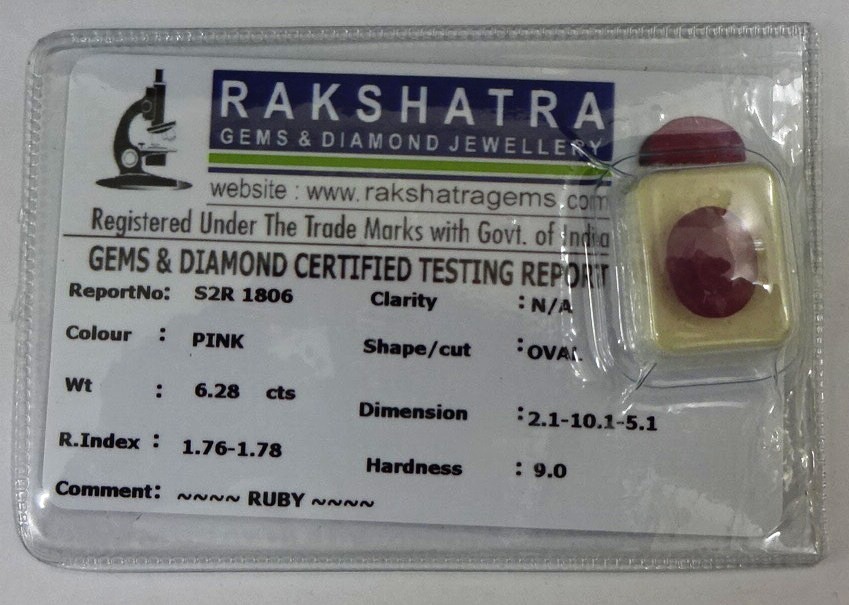 RAKSHATRA
GEMS & DIAMOND JEWELLERY
website : www.rakshatragems.com
Registered Under The Trade Marks with Govt. of India
GEMS & DIAMOND CERTIFIED TESTING REPORT
ReportNo: S2R 1806
Clarity : N/A
Colour : PINK
Shape/cut : OVAL
Wt : 6.28 cts
Dimension : 2.1-10.1-5.1
R.Index : 1.76-1.78
Hardness : 9.0
Comment: ~~~~ RUBY ~~~~